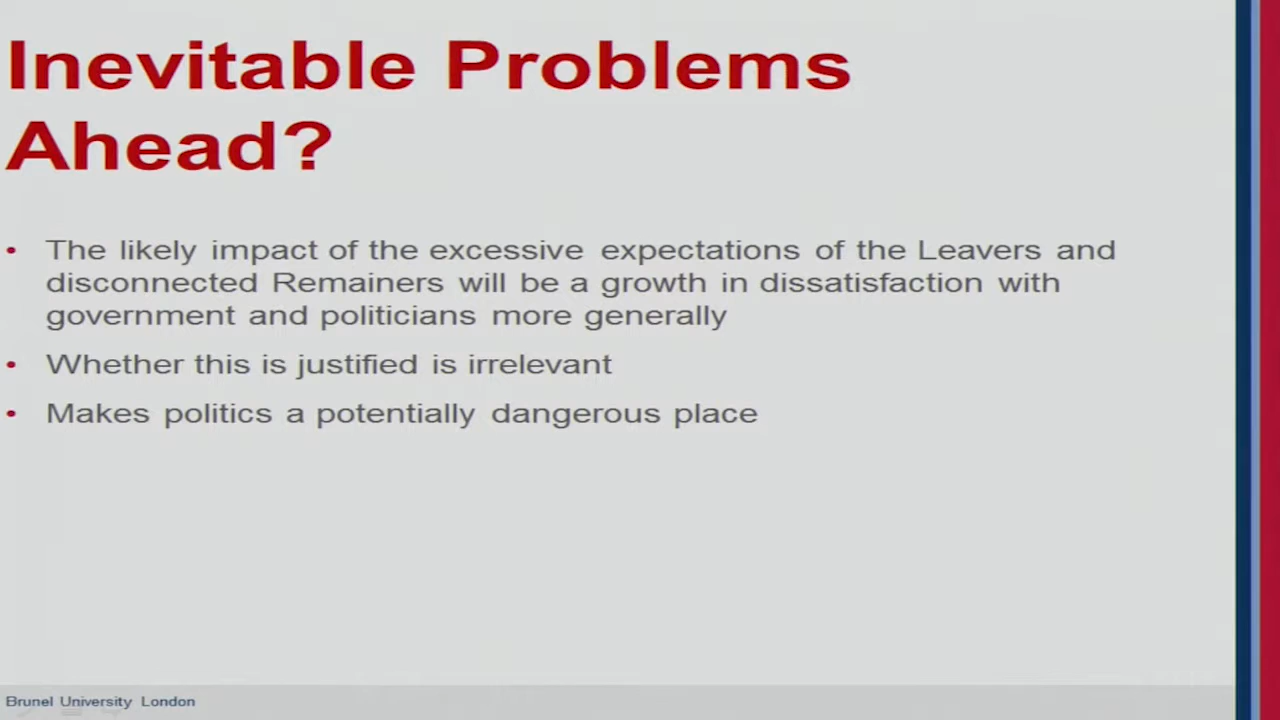 Inevitable Problems
Ahead?
• The likely impact of the excessive expectations of the Leavers and
disconnected Remainers will be a growth in dissatisfaction with
government and politicians more generally
• Whether this is justified is irrelevant
• Makes politics a potentially dangerous place
Brunel University London